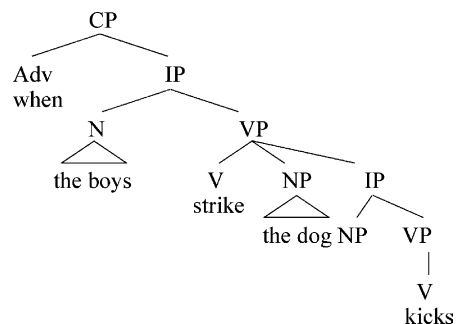 CP
Adv IP
when
N VP
the boys V NP IP
strike
the dog NP VP
V
kicks